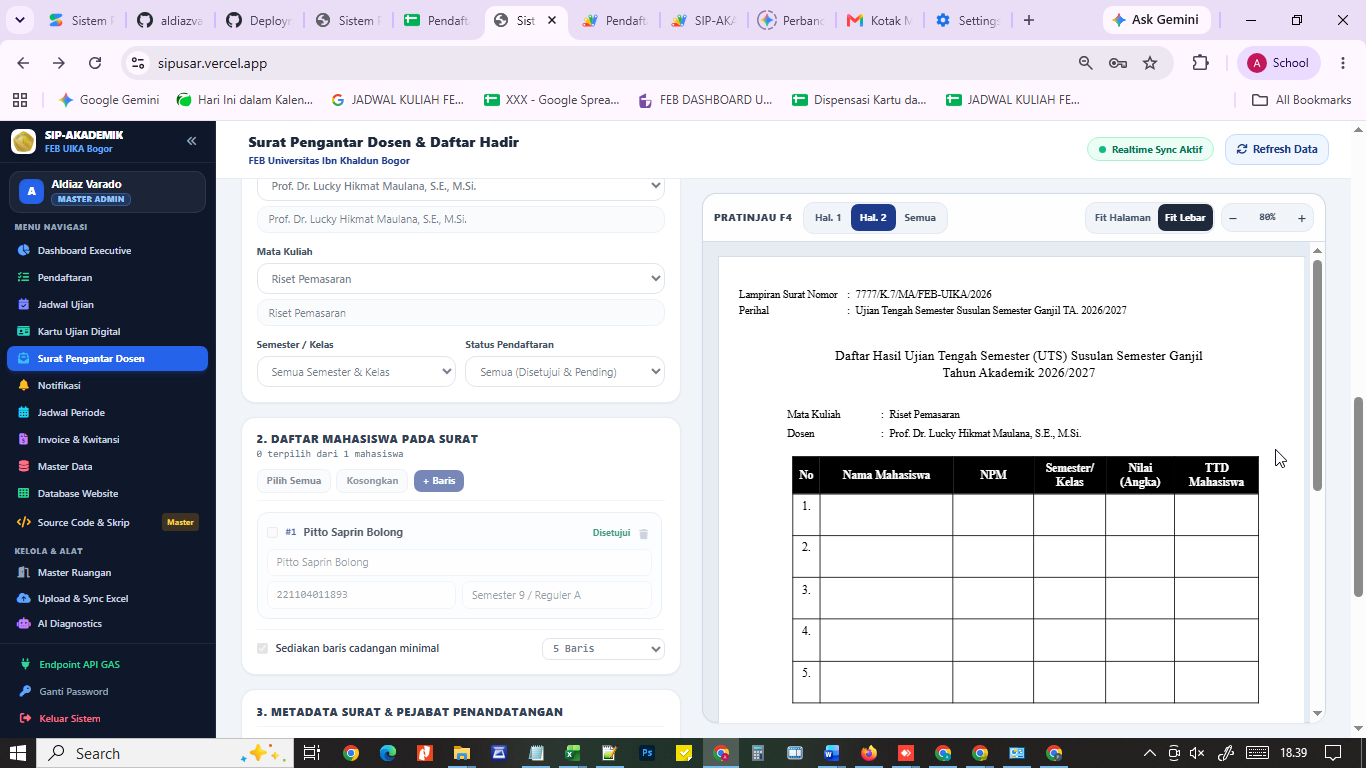 Sistem
aldiazva
Deployr
Sistem
Pendaft
Sist
Pendaft
SIP-AKA
Perban
Kotak M
Settings
Ask Gemini
sipusar.vercel.app
School
Google Gemini
Hari Ini dalam Kalen...
JADWAL KULIAH FE...
XXX - Google Sprea...
FEB DASHBOARD U...
Dispensasi Kartu da...
JADWAL KULIAH FE...
All Bookmarks
SIP-AKADEMIK
FEB UIKA Bogor
A
Aldiaz Varado
MASTER ADMIN
MENU NAVIGASI
Dashboard Executive
Pendaftaran
Jadwal Ujian
Kartu Ujian Digital
Surat Pengantar Dosen
Notifikasi
Jadwal Periode
Invoice & Kwitansi
Master Data
Database Website
Source Code & Skrip
Master
KELOLA & ALAT
Master Ruangan
Upload & Sync Excel
AI Diagnostics
Endpoint API GAS
Ganti Password
Keluar Sistem
Surat Pengantar Dosen & Daftar Hadir
FEB Universitas Ibn Khaldun Bogor
Realtime Sync Aktif
Refresh Data
Prof. Dr. Lucky Hikmat Maulana, S.E., M.Si.
Prof. Dr. Lucky Hikmat Maulana, S.E., M.Si.
Mata Kuliah
Riset Pemasaran
Riset Pemasaran
Semester / Kelas
Status Pendaftaran
Semua Semester & Kelas
Semua (Disetujui & Pending)
2. DAFTAR MAHASISWA PADA SURAT
0 terpilih dari 1 mahasiswa
Pilih Semua
Kosongkan
+ Baris
#1 Pitto Saprin Bolong
Disetujui
Pitto Saprin Bolong
221104011893
Semester 9 / Reguler A
Sediakan baris cadangan minimal
5 Baris
3. METADATA SURAT & PEJABAT PENANDATANGAN
PRATINJAU F4
Hal. 1
Hal. 2
Semua
Fit Halaman
Fit Lebar
− 80% +
Lampiran Surat Nomor : 7777/K.7/MA/FEB-UIKA/2026
Perihal : Ujian Tengah Semester Susulan Semester Ganjil TA. 2026/2027
Daftar Hasil Ujian Tengah Semester (UTS) Susulan Semester Ganjil
Tahun Akademik 2026/2027
Mata Kuliah : Riset Pemasaran
Dosen : Prof. Dr. Lucky Hikmat Maulana, S.E., M.Si.
No
Nama Mahasiswa
NPM
Semester/
Kelas
Nilai
(Angka)
TTD
Mahasiswa
1.
2.
3.
4.
5.
Search
18.39